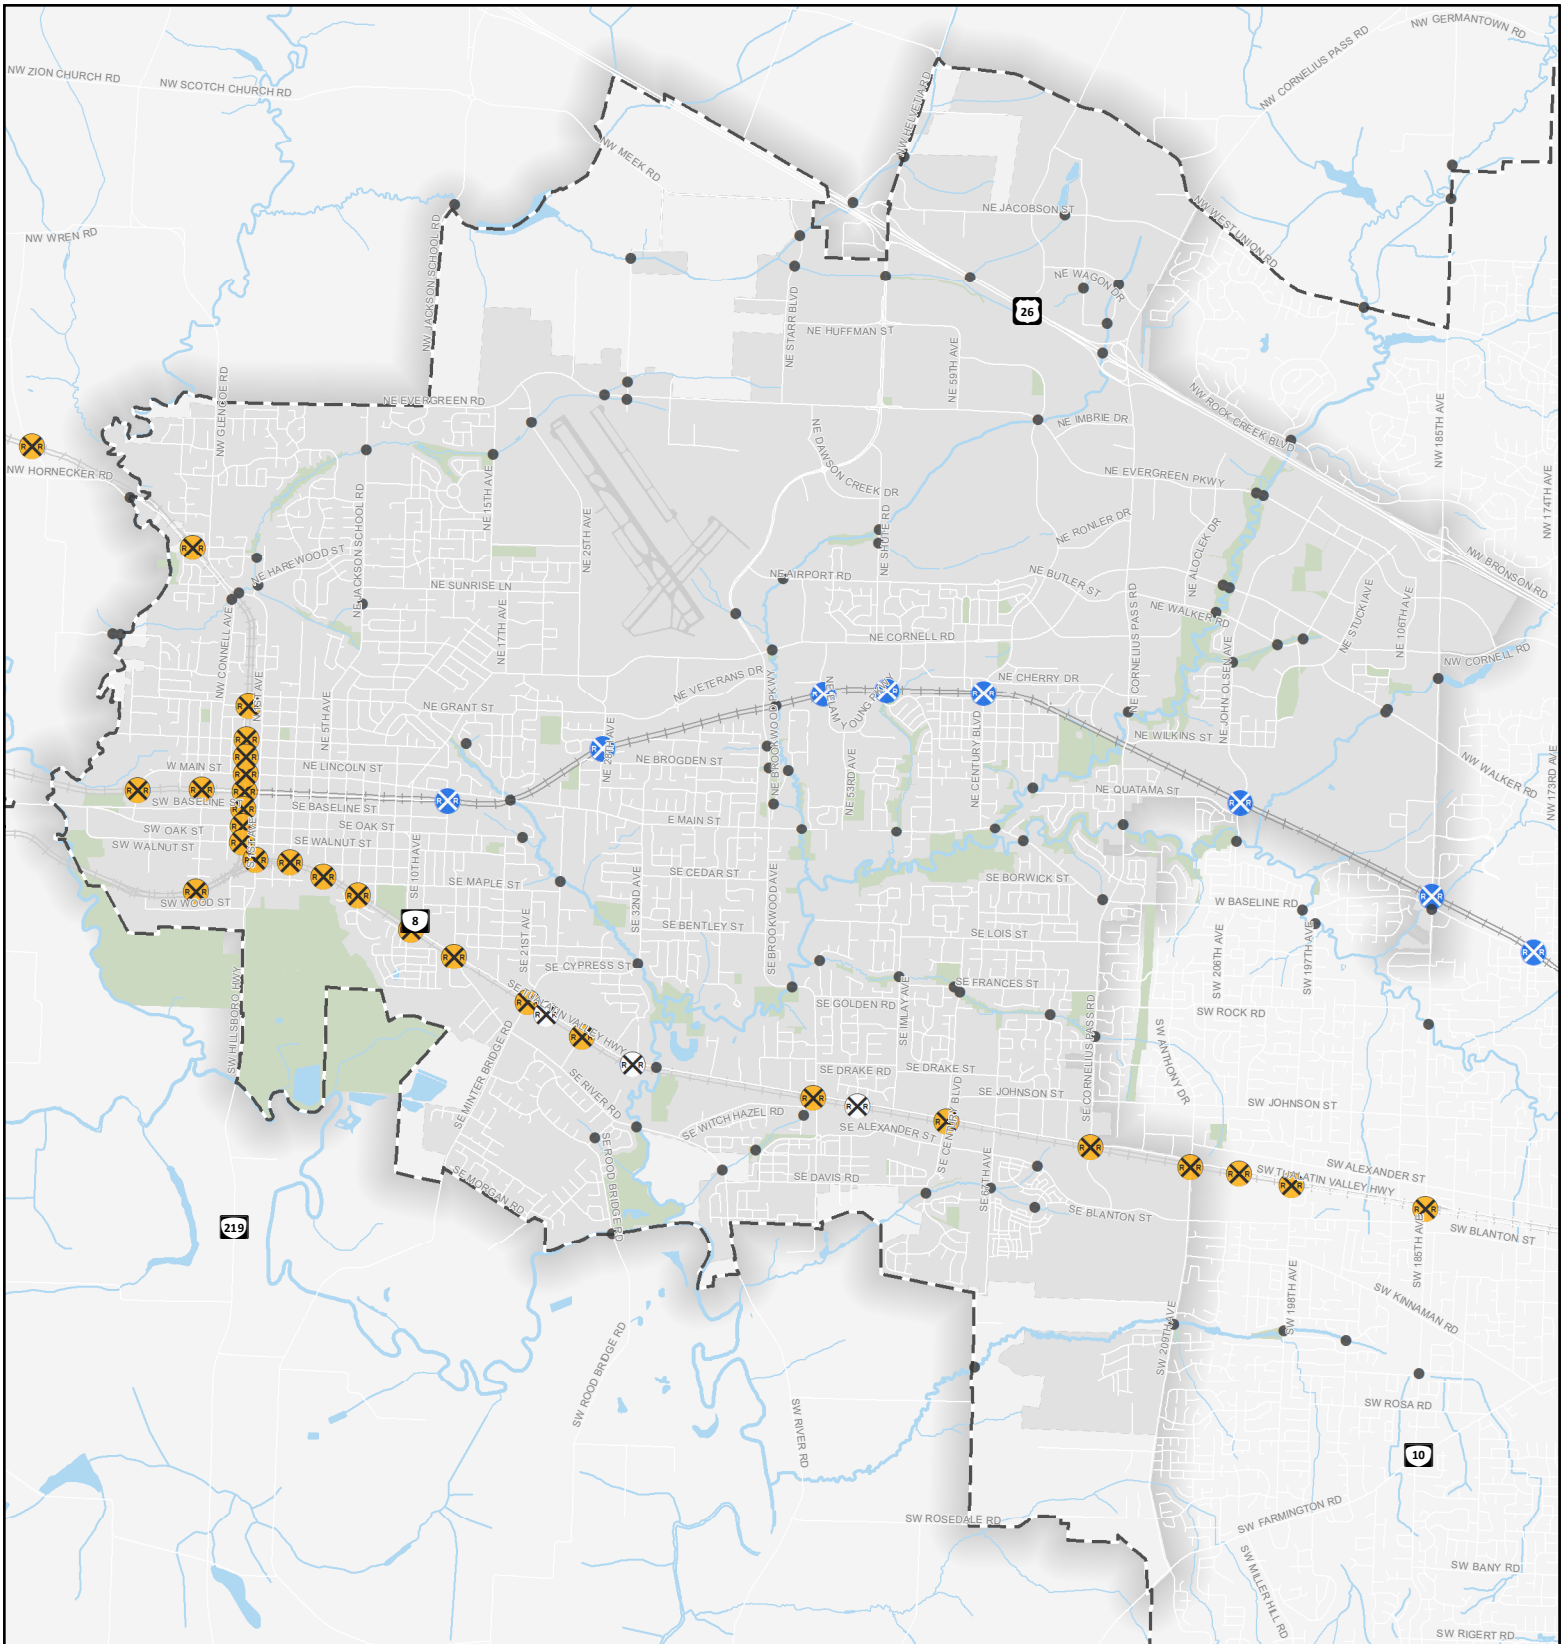 NW GERMANTOWN RD
NW CORNELIUS PASS RD
NW ZION CHURCH RD
NW SCOTCH CHURCH RD
NW HELVETIA RD
NW MEEK RD
NE JACOBSON ST
NW WEST UNION RD
NW WREN RD
NW JACKSON SCHOOL RD
NE WAGON DR
26
NE STARR BLVD
NE HUFFMAN ST
NE 59TH AVE
NW GLENCOE RD
NE EVERGREEN RD
NE IMBRIE DR
NW ROCK CREEK BLVD
NW 185TH AVE
NE DAWSON CREEK DR
NW HORNECKER RD
NE EVERGREEN PKWY
NW 174TH AVE
NE 15TH AVE
NE JACKSON SCHOOL RD
NE 25TH AVE
NE SHUTE RD
NE RONLER DR
NE ALOCLEK DR
NE HAREWOOD ST
NE SUNRISE LN
NE AIRPORT RD
NE BUTLER ST
NW BRONSON RD
NE WALKER RD
NE STUCKI AVE
NE 106TH AVE
NW CONNELL AVE
NE 17TH AVE
NE CORNELL RD
NE CORNELIUS PASS RD
NE JOHN OLSEN AVE
NW CORNELL RD
NE VETERANS DR
NE CHERRY DR
NE 5TH AVE
NE GRANT ST
NE BROOKWOOD PKWY
NE WILKINS ST
NE 28TH AVE
NE BROGDEN ST
NE 53RD AVE
NE CENTURY BLVD
NW WALKER RD
NW 173RD AVE
W MAIN ST
NE LINCOLN ST
NE QUATAMA ST
SE BASELINE ST
E MAIN ST
SW OAK ST
SE OAK ST
SW WALNUT ST
SE WALNUT ST
SE 10TH AVE
SE MAPLE ST
SE CEDAR ST
SE BORWICK ST
SW WOOD ST
8
SE 21ST AVE
SE 32ND AVE
SE BENTLEY ST
SE BROOKWOOD AVE
SE LOIS ST
W BASELINE RD
SW 206TH AVE
SW 197TH AVE
SE CYPRESS ST
SE FRANCES ST
SW HILLSBORO HWY
SE GOLDEN RD
SE IMLAY AVE
SE CORNELIUS PASS RD
SW ROCK RD
SW ANTHONY DR
SE MINTER BRIDGE RD
SE RIVER RD
SE DRAKE RD
SE DRAKE ST
SE JOHNSON ST
SW JOHNSON ST
SE WITCH HAZEL RD
SE ALEXANDER ST
SE CENTURY BLVD
SE ROOD BRIDGE RD
SE DAVIS RD
SE 67TH AVE
SW ALEXANDER ST
SW TUALATIN VALLEY HWY
SE MORGAN RD
SE BLANTON ST
SW BLANTON ST
219
SW 185TH AVE
SW 198TH AVE
SW KINNAMAN RD
SW 209TH AVE
SW ROOD BRIDGE RD
SW RIVER RD
SW ROSA RD
10
SW ROSEDALE RD
SW FARMINGTON RD
SW MILLER HILL RD
SW BANY RD
SW RIGERT RD